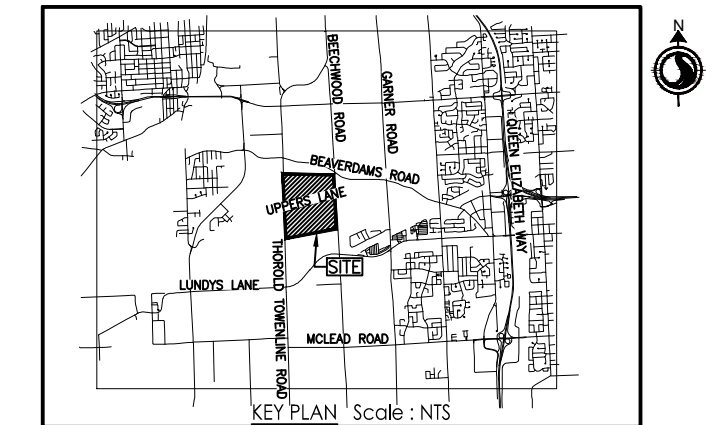 N
BEECHWOOD ROAD
GARNER ROAD
QUEEN ELIZABETH WAY
BEAVERDAMS ROAD
UPPERS LANE
SITE
THOROLD TOWENLINE ROAD
LUNDYS LANE
MCLEAD ROAD
KEY PLAN Scale : NTS